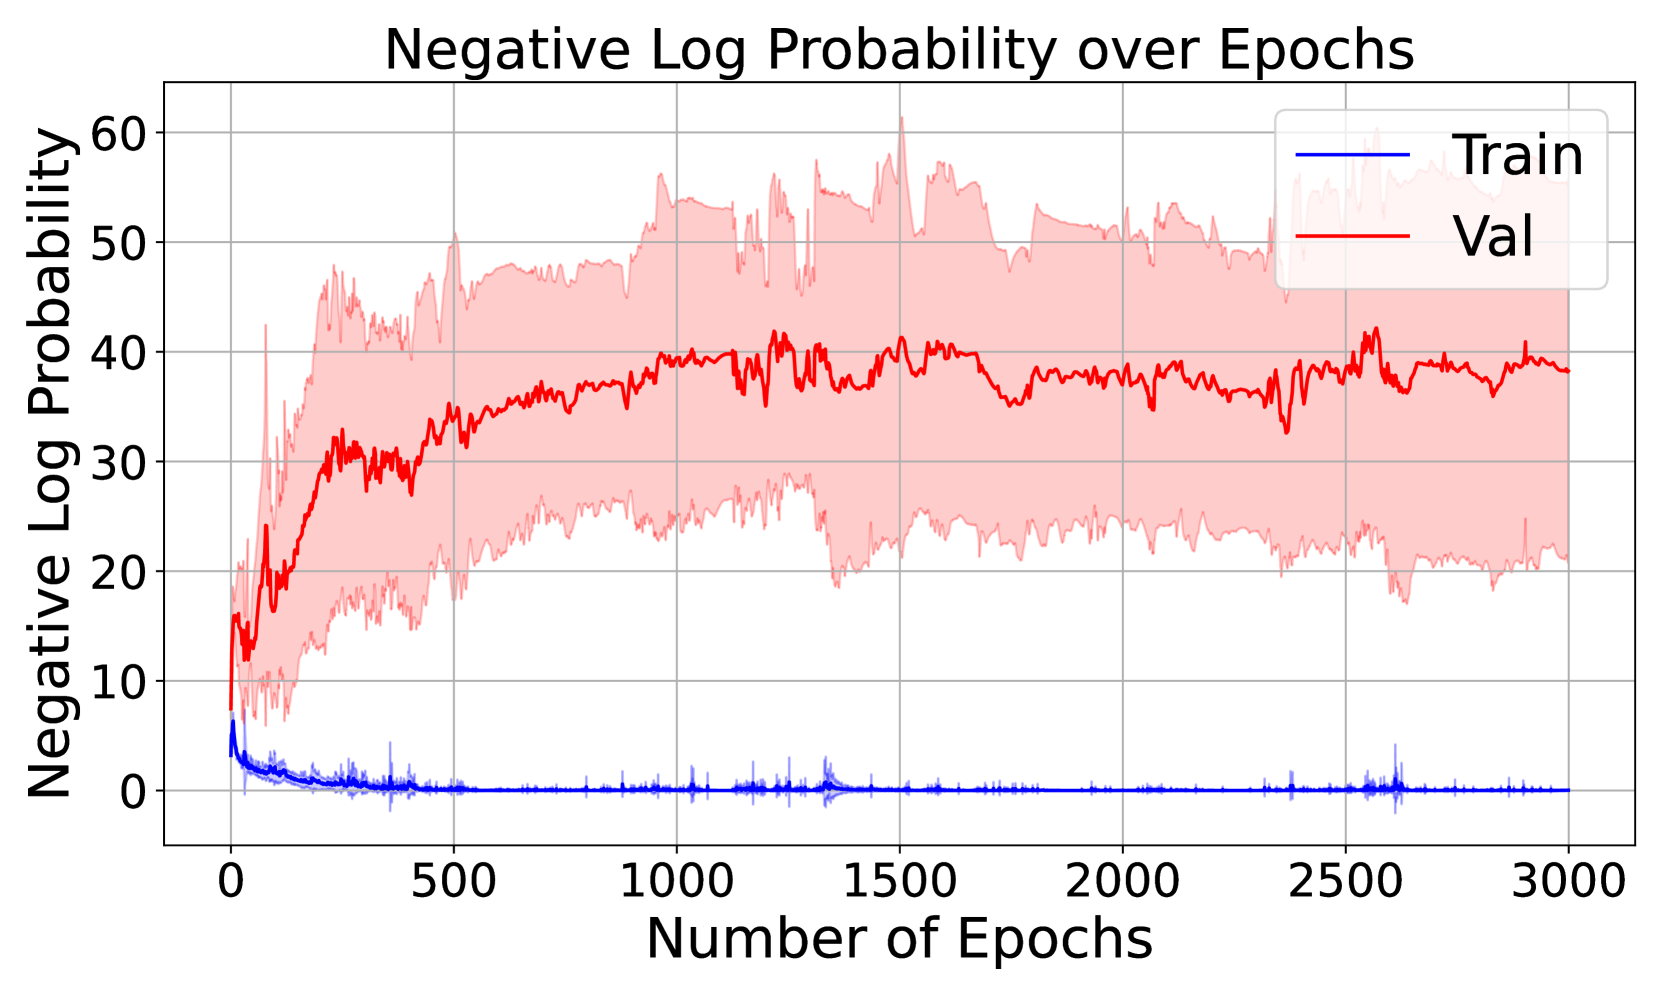 Negative Log Probability over Epochs
Negative Log Probability
60
50
40
30
20
10
0
Train
Val
0 500 1000 1500 2000 2500 3000
Number of Epochs